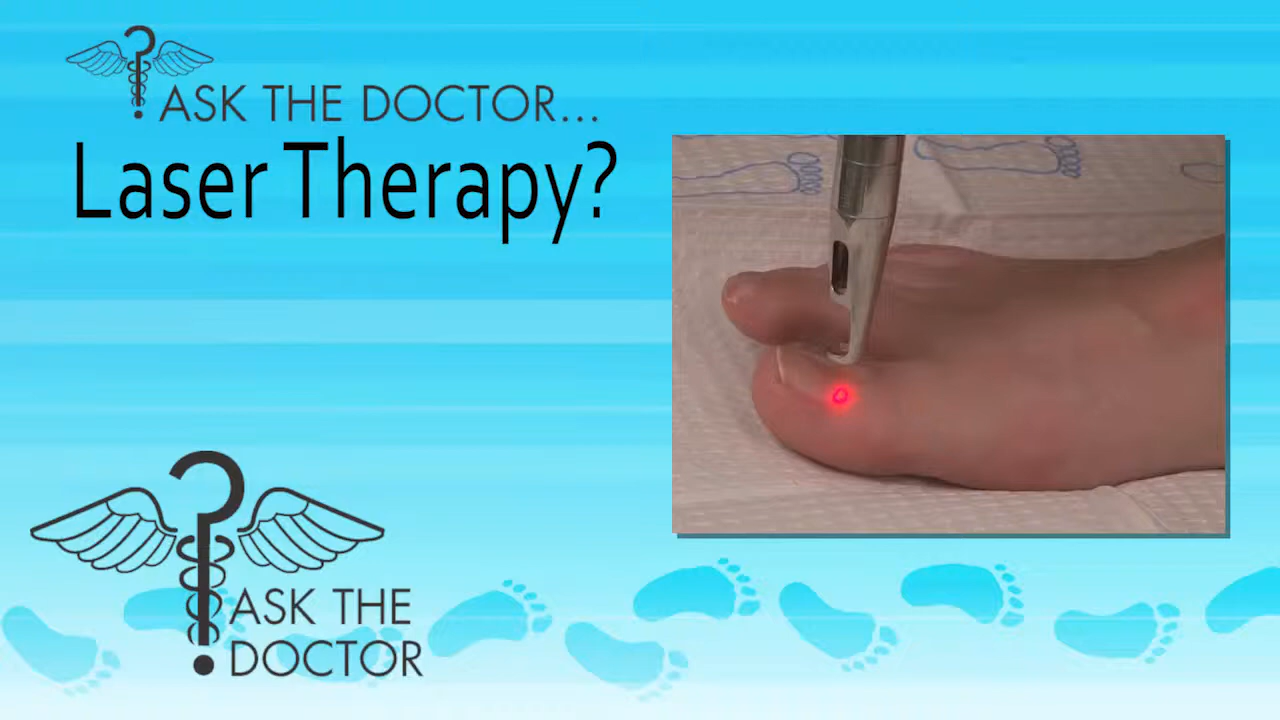 ASK THE DOCTOR...
Laser Therapy?
ASK THE
DOCTOR